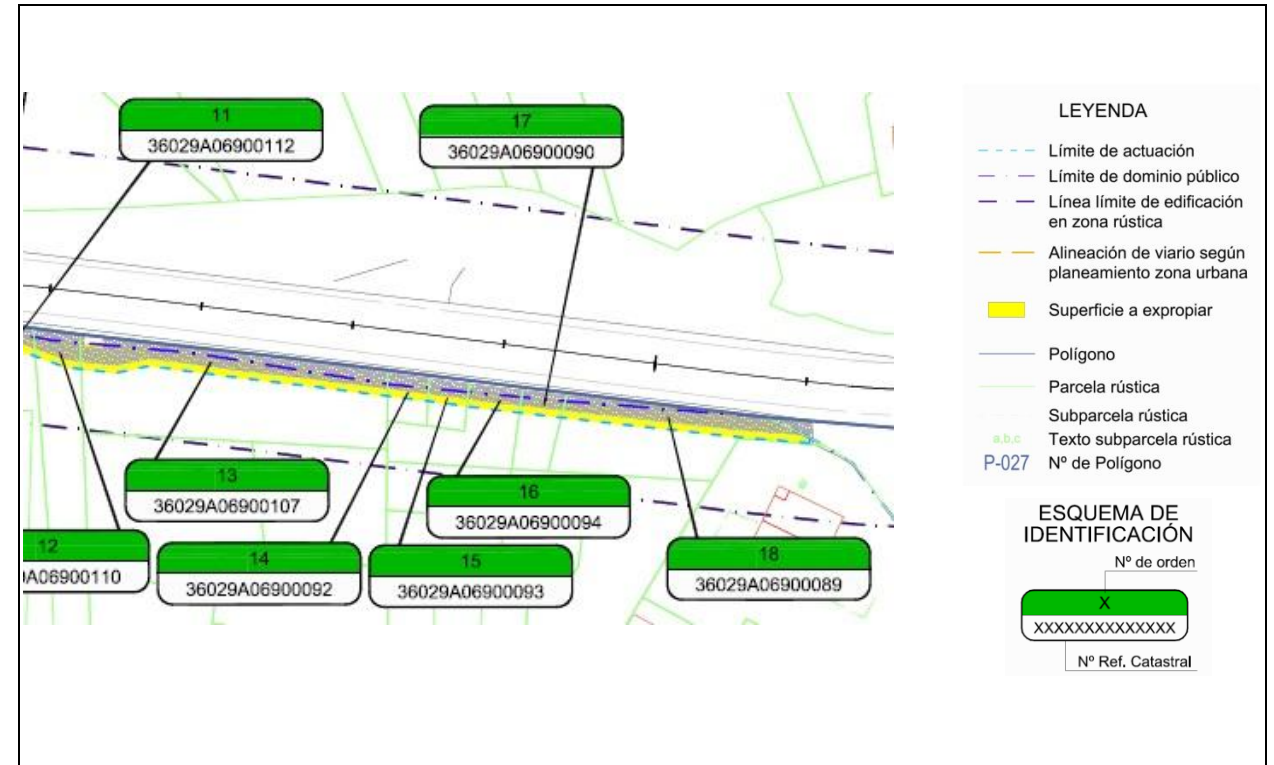 11
36029A06900112
17
36029A06900090
13
36029A06900107
16
36029A06900094
12
A06900110
14
36029A06900092
15
36029A06900093
18
36029A06900089
LEYENDA
Límite de actuación
Límite de dominio público
Línea límite de edificación
en zona rústica
Alineación de viario según
planeamiento zona urbana
Superficie a expropiar
Polígono
Parcela rústica
Subparcela rústica
a,b,c Texto subparcela rústica
P-027 Nº de Polígono
ESQUEMA DE
IDENTIFICACIÓN
Nº de orden
X
XXXXXXXXXXXXXX
Nº Ref. Catastral